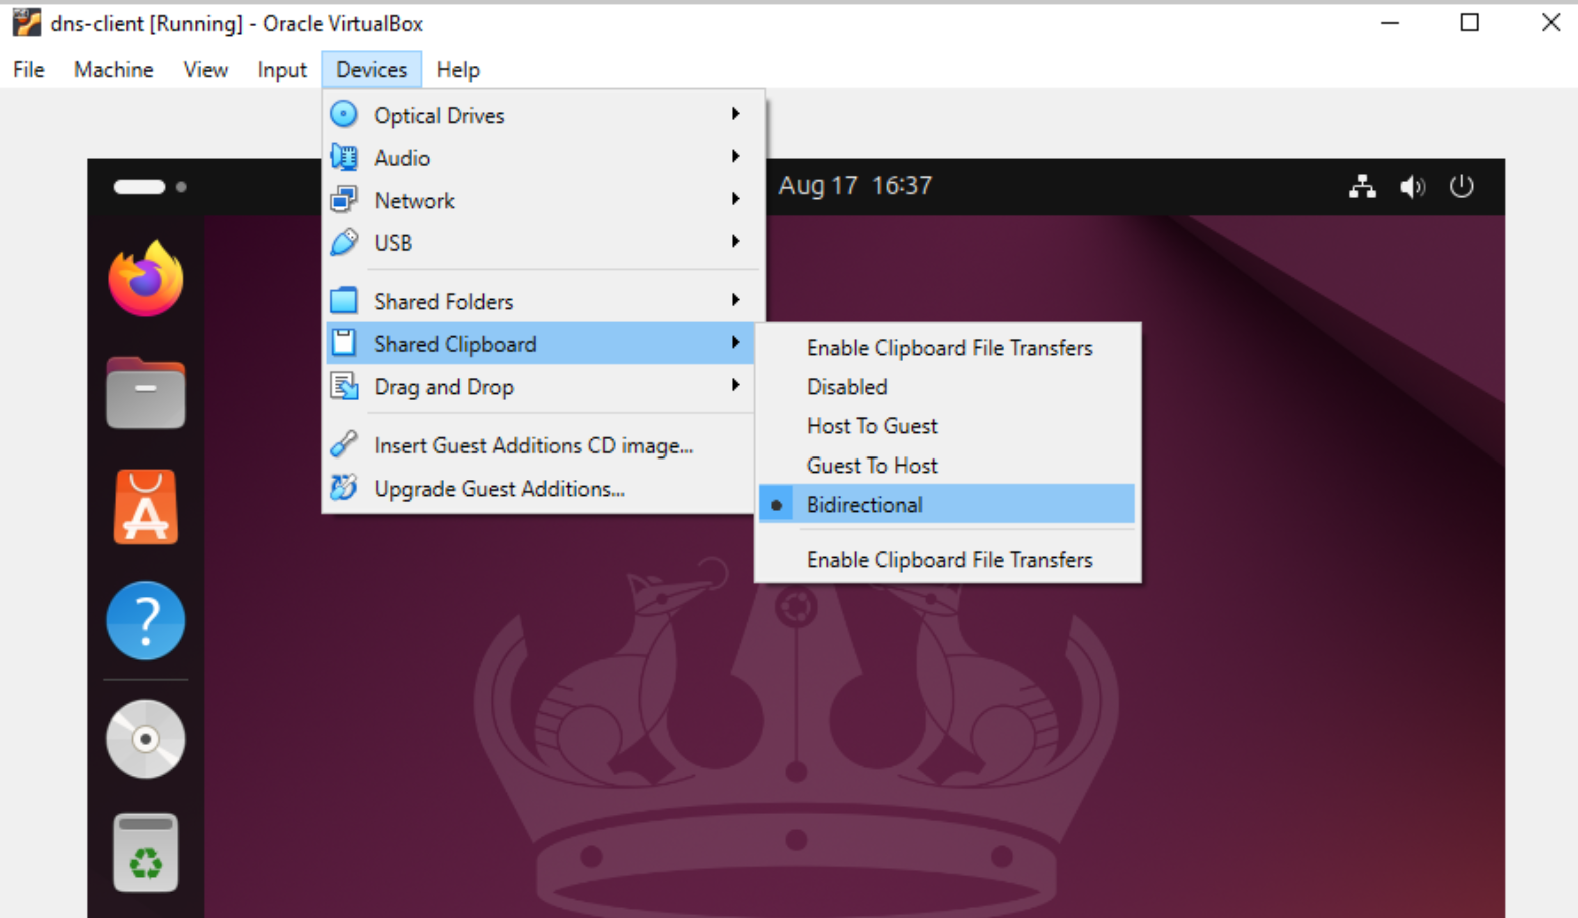 dns-client [Running] - Oracle VirtualBox
File Machine View Input Devices Help
Optical Drives
Audio
Network
USB
Shared Folders
Shared Clipboard
Drag and Drop
Insert Guest Additions CD image...
Upgrade Guest Additions...
Enable Clipboard File Transfers
Disabled
Host To Guest
Guest To Host
Bidirectional
Enable Clipboard File Transfers
Aug 17 16:37